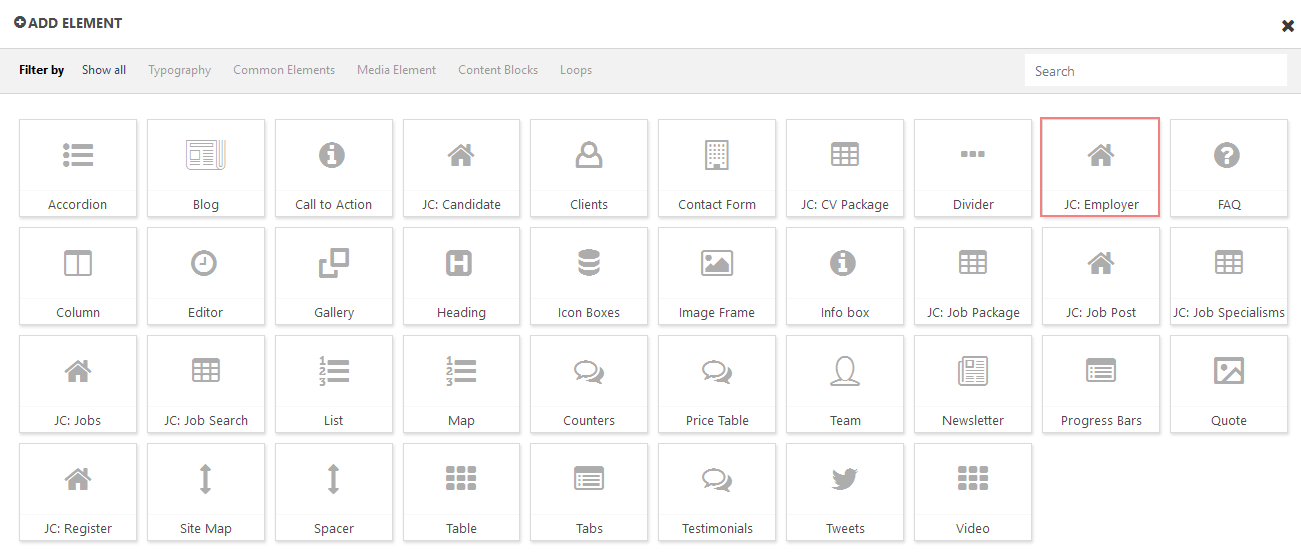 ADD ELEMENT
Filter by Show all Typography Common Elements Media Element Content Blocks Loops Search
Accordion Blog Call to Action JC: Candidate Clients Contact Form JC: CV Package Divider JC: Employer FAQ
Column Editor Gallery Heading Icon Boxes Image Frame Info box JC: Job Package JC: Job Post JC: Job Specialisms
JC: Jobs JC: Job Search List Map Counters Price Table Team Newsletter Progress Bars Quote
JC: Register Site Map Spacer Table Tabs Testimonials Tweets Video